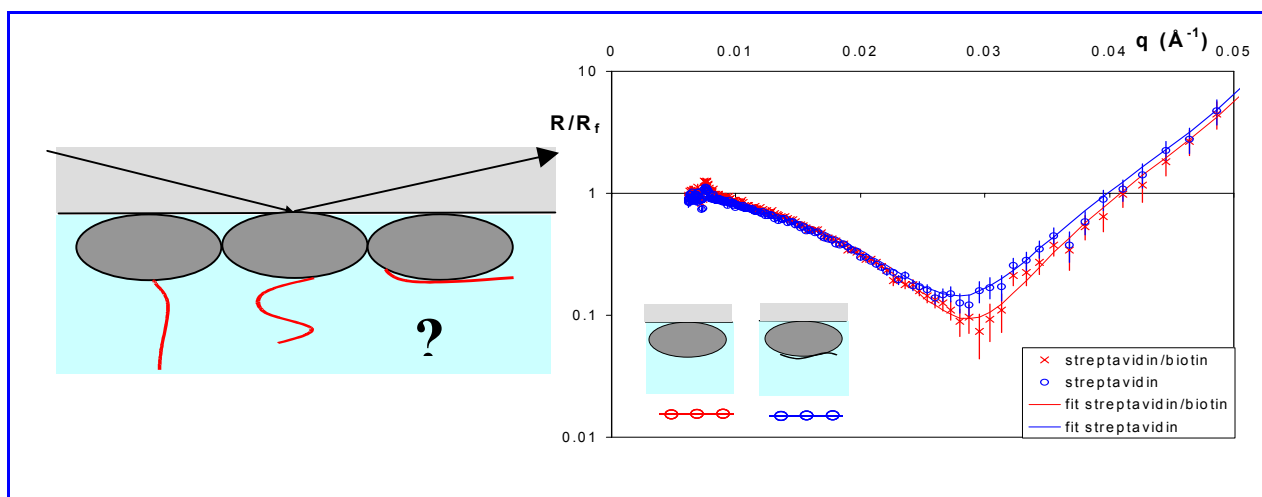 ?
q (Å-1)
0 0.01 0.02 0.03 0.04 0.05
10
R/Rf
1
0.1
0.01
streptavidin/biotin
streptavidin
fit streptavidin/biotin
fit streptavidin